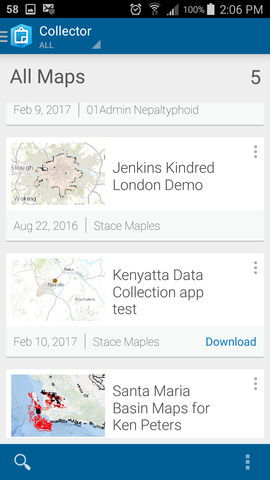 58 100% 2:06 PM
Collector
ALL
All Maps 5
Feb 9, 2017 01Admin Nepaltyphoid
Slough
Woking
Jenkins Kindred
London Demo
Aug 22, 2016 Stace Maples
Nairobi
Kenyatta Data
Collection app
test
Feb 10, 2017 Stace Maples Download
Santa Maria
Basin Maps for
Ken Peters